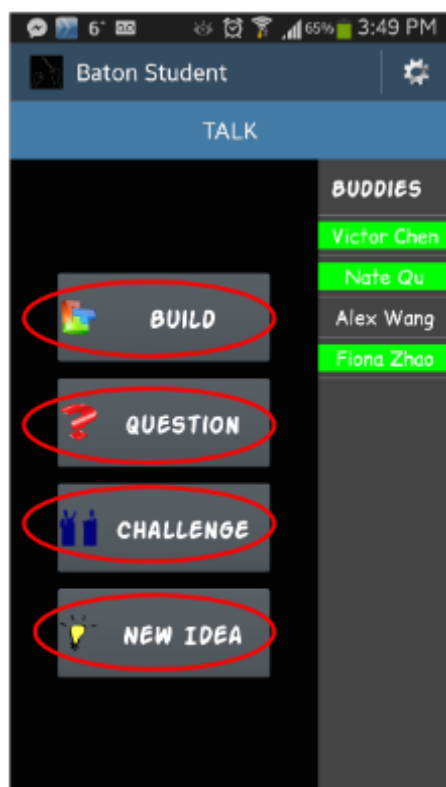 6° 65% 3:49 PM
Baton Student
TALK
BUDDIES
Victor Chen
Nate Qu
Alex Wang
Fiona Zhao
BUILD
QUESTION
CHALLENGE
NEW IDEA